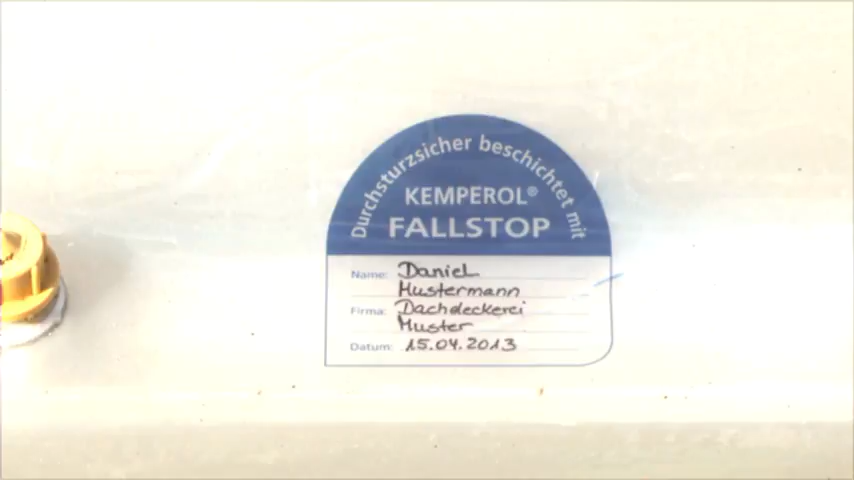 Durchsturzsicher beschichtet mit
KEMPEROL®
FALLSTOP
Name: Daniel
Mustermann
Firma: Dachdeckerei
Muster
Datum: 15.04.2013